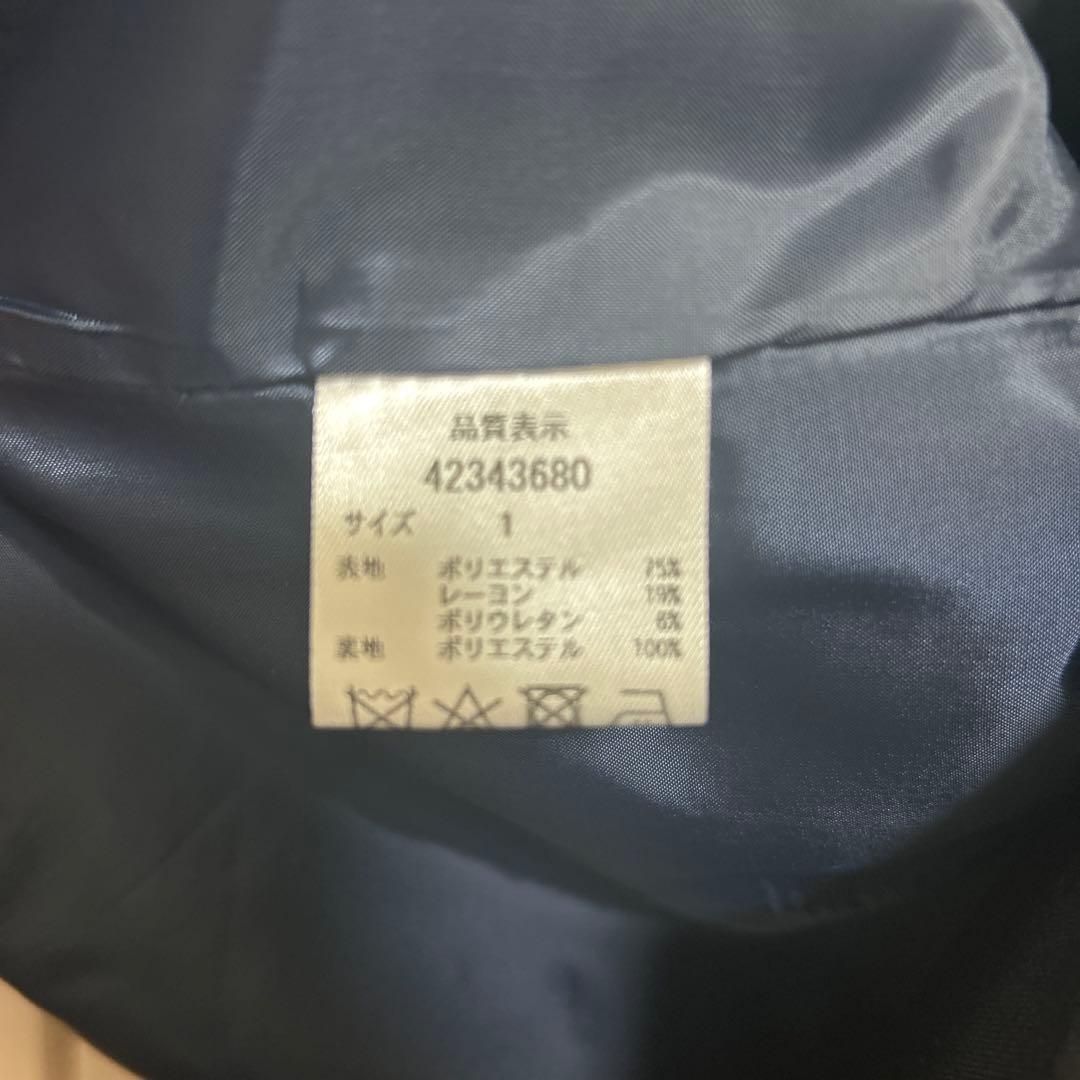 品質表示
42343680
サイズ 1
表地 ポリエステル 75%
レーヨン 19%
ポリウレタン 6%
裏地 ポリエステル 100%